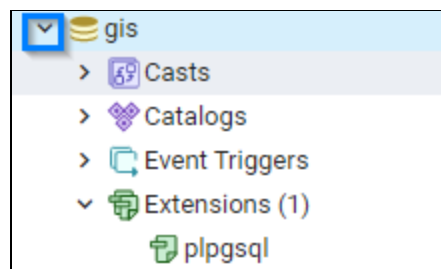 gis
Casts
Catalogs
Event Triggers
Extensions (1)
plpgsql